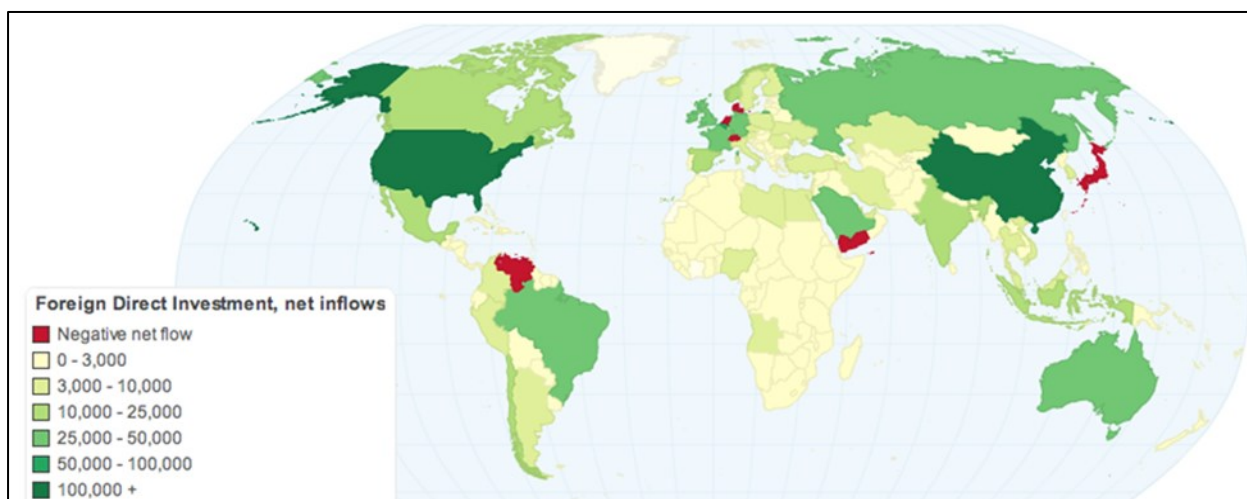 Foreign Direct Investment, net inflows
Negative net flow
0 - 3,000
3,000 - 10,000
10,000 - 25,000
25,000 - 50,000
50,000 - 100,000
100,000 +